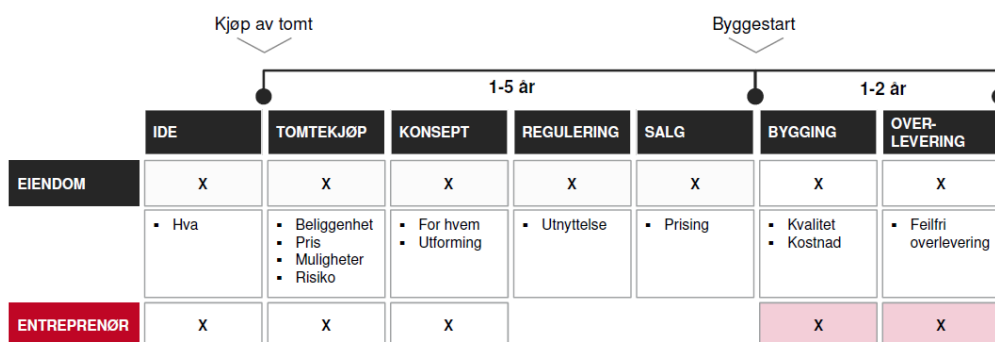 Kjøp av tomt
Byggestart
1-5 år
1-2 år
IDE
TOMTEKJØP
KONSEPT
REGULERING
SALG
BYGGING
OVER-
LEVERING
EIENDOM
X
X
X
X
X
X
X
▪ Hva
▪ Beliggenhet
▪ Pris
▪ Muligheter
▪ Risiko
▪ For hvem
▪ Utforming
▪ Utnyttelse
▪ Prising
▪ Kvalitet
▪ Kostnad
▪ Feilfri
overlevering
ENTREPRENØR
X
X
X
X
X